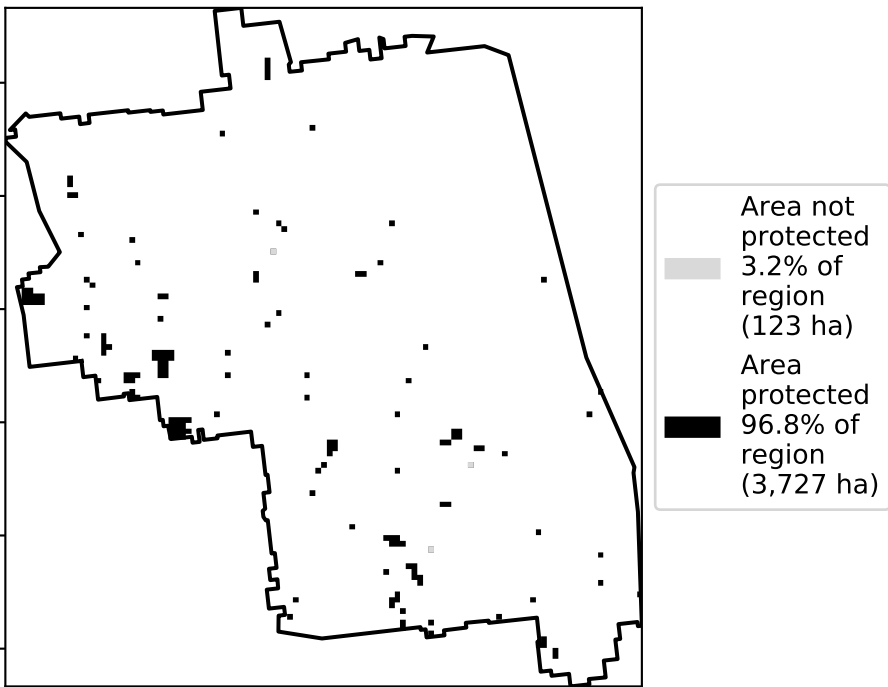 Area not
protected
3.2% of
region
(123 ha)
Area
protected
96.8% of
region
(3,727 ha)